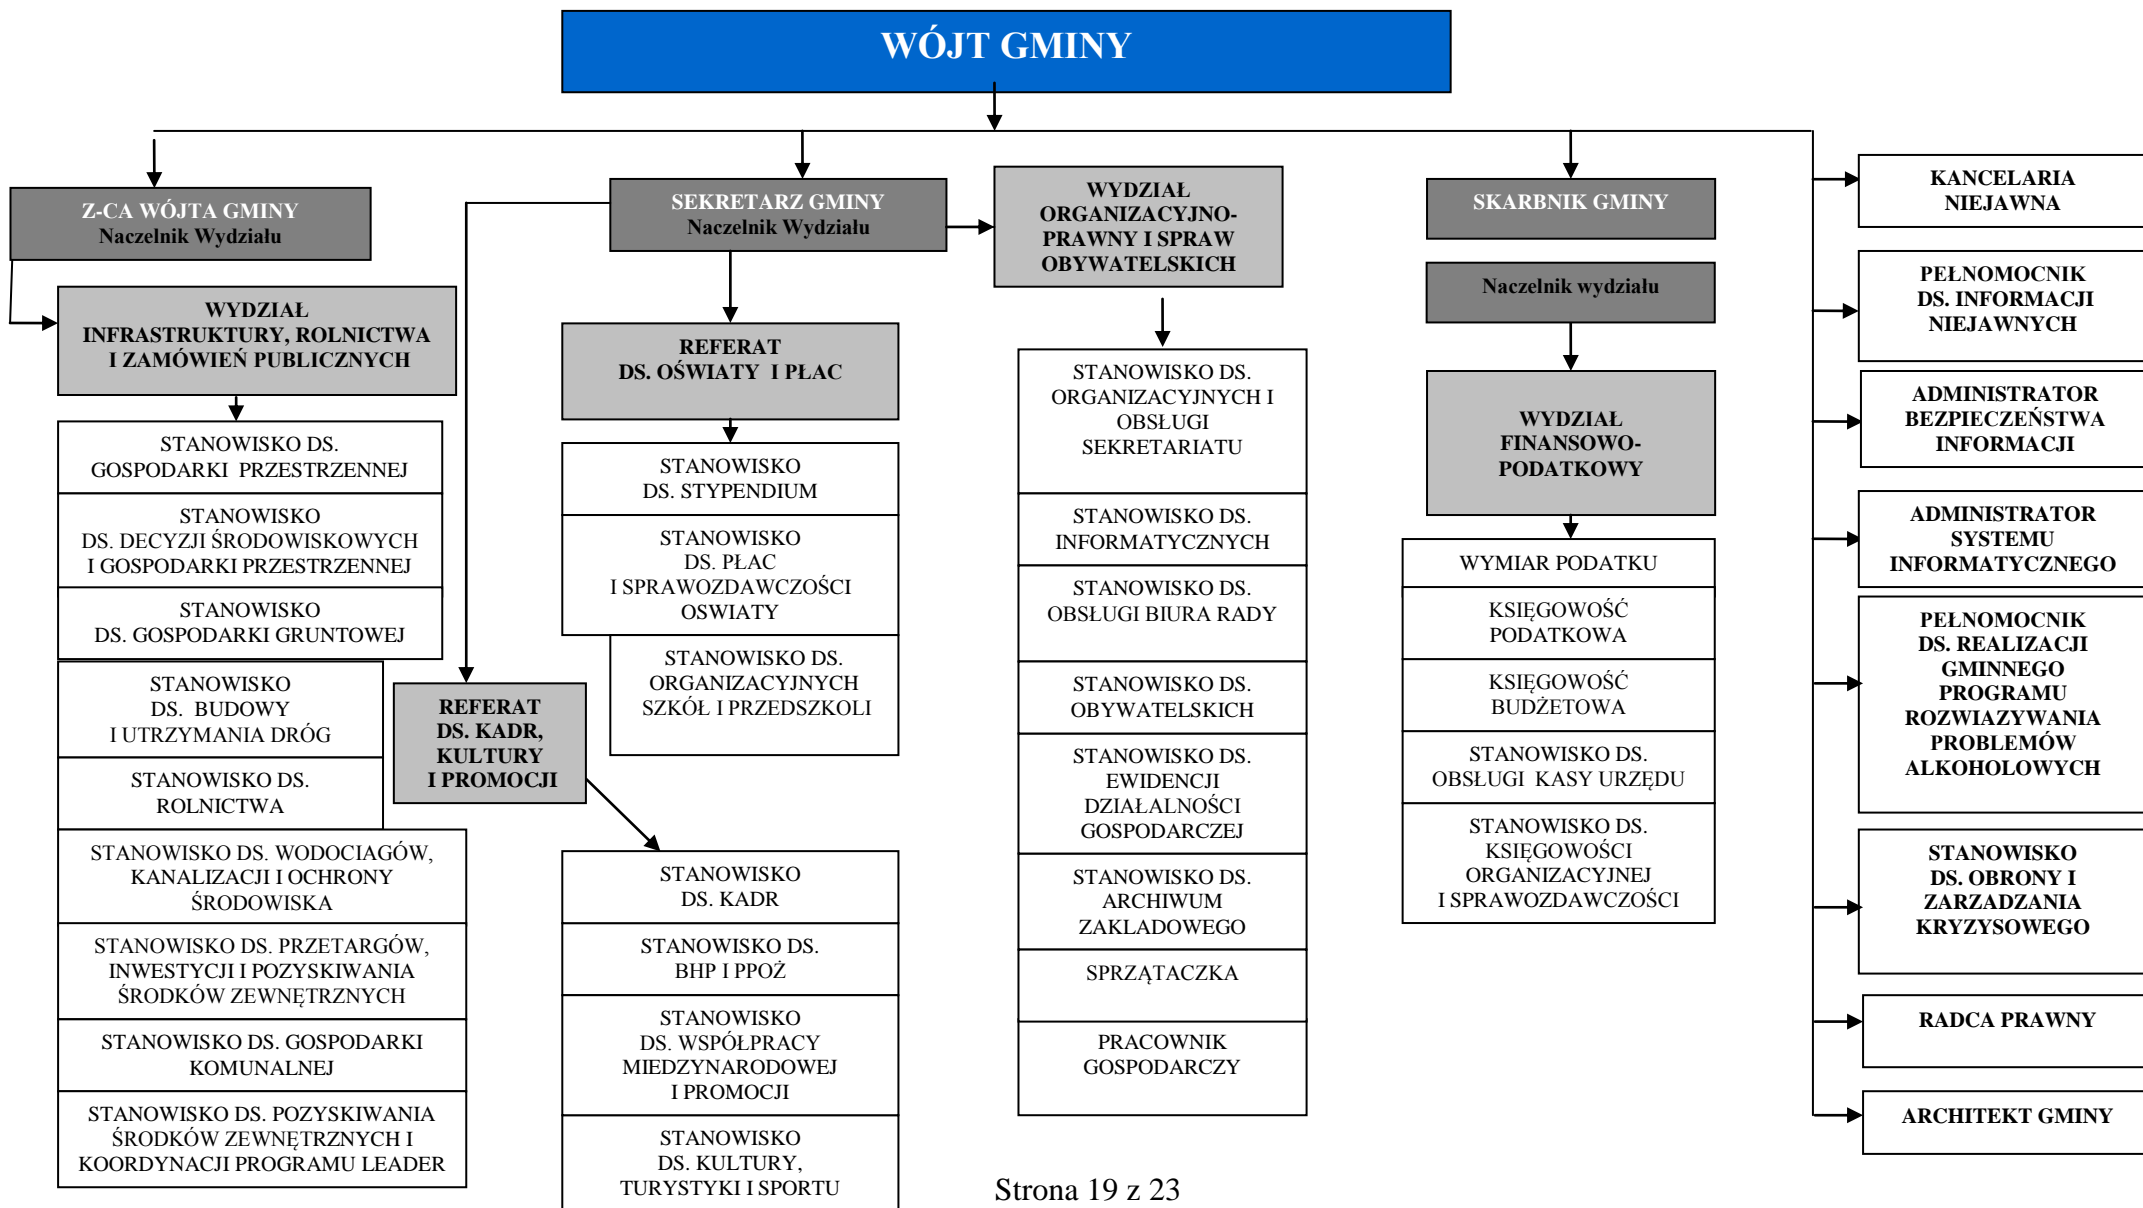 WÓJT GMINY
Z-CA WÓJTA GMINY
Naczelnik Wydziału
WYDZIAŁ
INFRASTRUKTURY, ROLNICTWA
I ZAMÓWIEŃ PUBLICZNYCH
STANOWISKO DS.
GOSPODARKI PRZESTRZENNEJ
STANOWISKO
DS. DECYZJI ŚRODOWISKOWYCH
I GOSPODARKI PRZESTRZENNEJ
STANOWISKO
DS. GOSPODARKI GRUNTOWEJ
STANOWISKO
DS. BUDOWY
I UTRZYMANIA DRÓG
STANOWISKO DS.
ROLNICTWA
STANOWISKO DS. WODOCIAGÓW,
KANALIZACJI I OCHRONY
ŚRODOWISKA
STANOWISKO DS. PRZETARGÓW,
INWESTYCJI I POZYSKIWANIA
ŚRODKÓW ZEWNĘTRZNYCH
STANOWISKO DS. GOSPODARKI
KOMUNALNEJ
STANOWISKO DS. POZYSKIWANIA
ŚRODKÓW ZEWNĘTRZNYCH I
KOORDYNACJI PROGRAMU LEADER
SEKRETARZ GMINY
Naczelnik Wydziału
REFERAT
DS. OŚWIATY I PŁAC
STANOWISKO
DS. STYPENDIUM
STANOWISKO
DS. PŁAC
I SPRAWOZDAWCZOŚCI
OSWIATY
STANOWISKO DS.
ORGANIZACYJNYCH
SZKÓŁ I PRZEDSZKOLI
REFERAT
DS. KADR,
KULTURY
I PROMOCJI
STANOWISKO
DS. KADR
STANOWISKO DS.
BHP I PPOŻ
STANOWISKO
DS. WSPÓŁPRACY
MIEDZYNARODOWEJ
I PROMOCJI
STANOWISKO
DS. KULTURY,
TURYSTYKI I SPORTU
WYDZIAŁ
ORGANIZACYJNO-
PRAWNY I SPRAW
OBYWATELSKICH
STANOWISKO DS.
ORGANIZACYJNYCH I
OBSŁUGI
SEKRETARIATU
STANOWISKO DS.
INFORMATYCZNYCH
STANOWISKO DS.
OBSŁUGI BIURA RADY
STANOWISKO DS.
OBYWATELSKICH
STANOWISKO DS.
EWIDENCJI
DZIAŁALNOŚCI
GOSPODARCZEJ
STANOWISKO DS.
ARCHIWUM
ZAKLADOWEGO
SPRZĄTACZKA
PRACOWNIK
GOSPODARCZY
SKARBNIK GMINY
Naczelnik wydziału
WYDZIAŁ
FINANSOWO-
PODATKOWY
WYMIAR PODATKU
KSIĘGOWOŚĆ
PODATKOWA
KSIĘGOWOŚĆ
BUDŻETOWA
STANOWISKO DS.
OBSŁUGI KASY URZĘDU
STANOWISKO DS.
KSIĘGOWOŚCI
ORGANIZACYJNEJ
I SPRAWOZDAWCZOŚCI
KANCELARIA
NIEJAWNA
PEŁNOMOCNIK
DS. INFORMACJI
NIEJAWNYCH
ADMINISTRATOR
BEZPIECZEŃSTWA
INFORMACJI
ADMINISTRATOR
SYSTEMU
INFORMATYCZNEGO
PEŁNOMOCNIK
DS. REALIZACJI
GMINNEGO
PROGRAMU
ROZWIAZYWANIA
PROBLEMÓW
ALKOHOLOWYCH
STANOWISKO
DS. OBRONY I
ZARZADZANIA
KRYZYSOWEGO
RADCA PRAWNY
ARCHITEKT GMINY
Strona 19 z 23